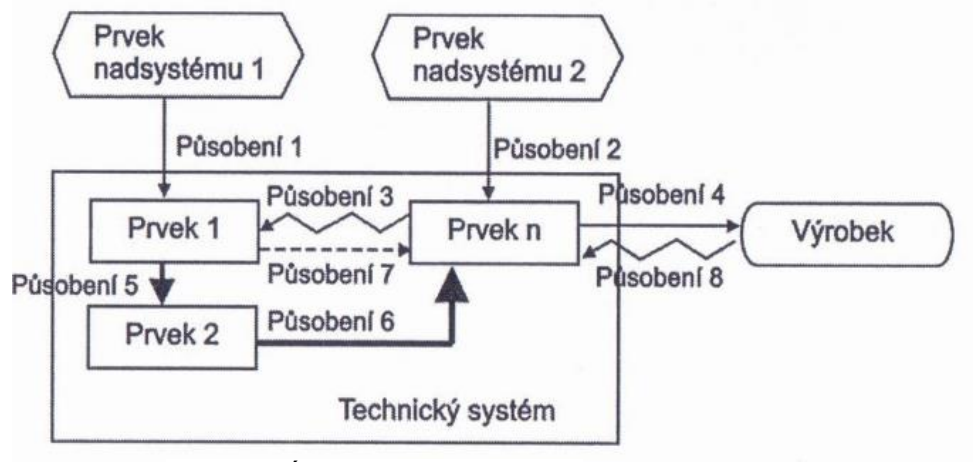 Prvek
nadsystému 1
Prvek
nadsystému 2
Působení 1
Působení 2
Působení 3
Působení 4
Prvek 1
Prvek n
Výrobek
Působení 7
Působení 8
Působení 5
Prvek 2
Působení 6
Technický systém